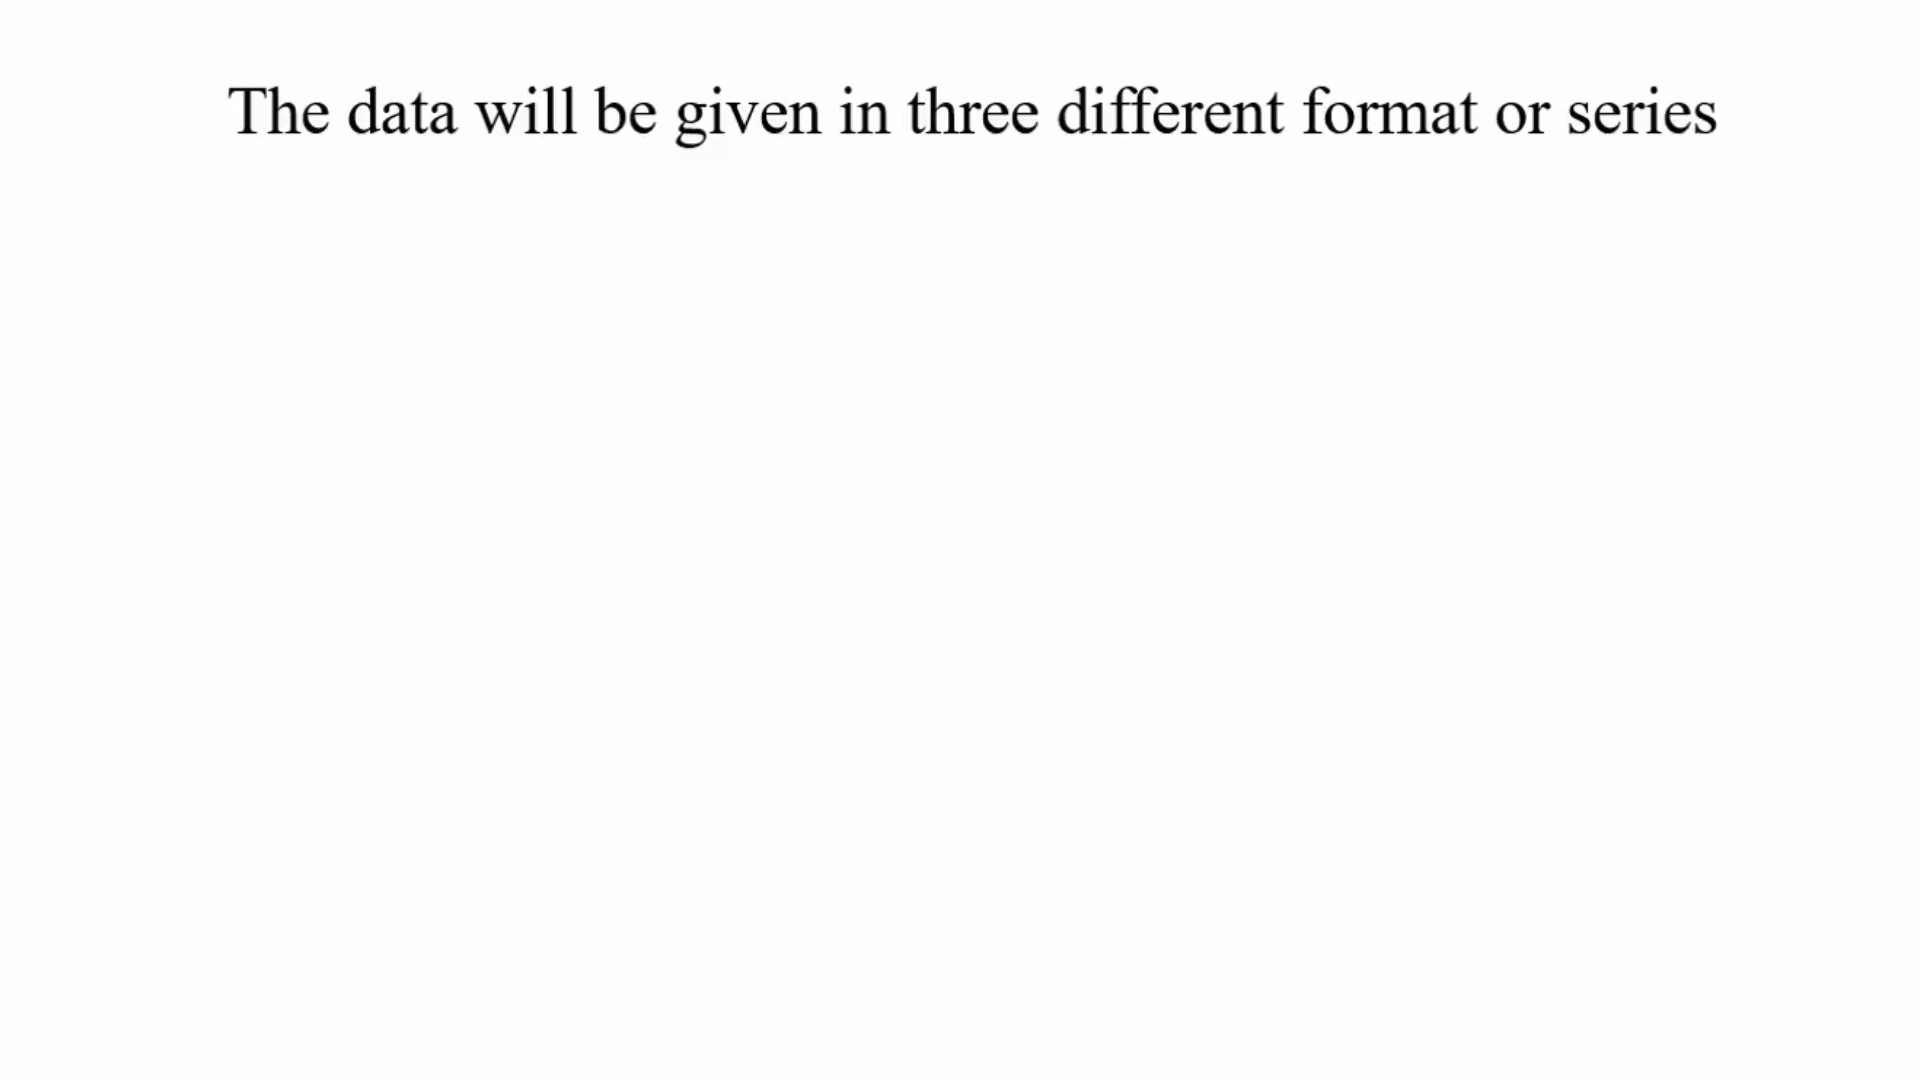 The data will be given in three different format or series